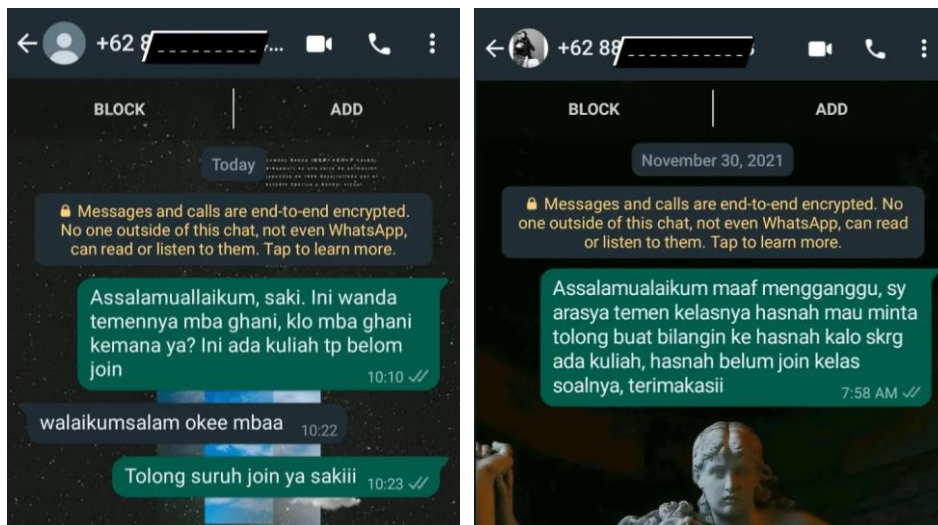 +62 8
BLOCK
ADD
Today
Messages and calls are end-to-end encrypted.
No one outside of this chat, not even WhatsApp,
can read or listen to them. Tap to learn more.
Assalamuallaikum, saki. Ini wanda
temennya mba ghani, klo mba ghani
kemana ya? Ini ada kuliah tp belom
join
10:10
walaikumsalam okee mbaa
10:22
Tolong suruh join ya sakiii
10:23
+62 88
BLOCK
ADD
November 30, 2021
Messages and calls are end-to-end encrypted. No
one outside of this chat, not even WhatsApp, can read
or listen to them. Tap to learn more.
Assalamualaikum maaf mengganggu, sy
arasya temen kelasnya hasnah mau minta
tolong buat bilangin ke hasnah kalo skrg
ada kuliah, hasnah belum join kelas
soalnya, terimakasii
7:58 AM